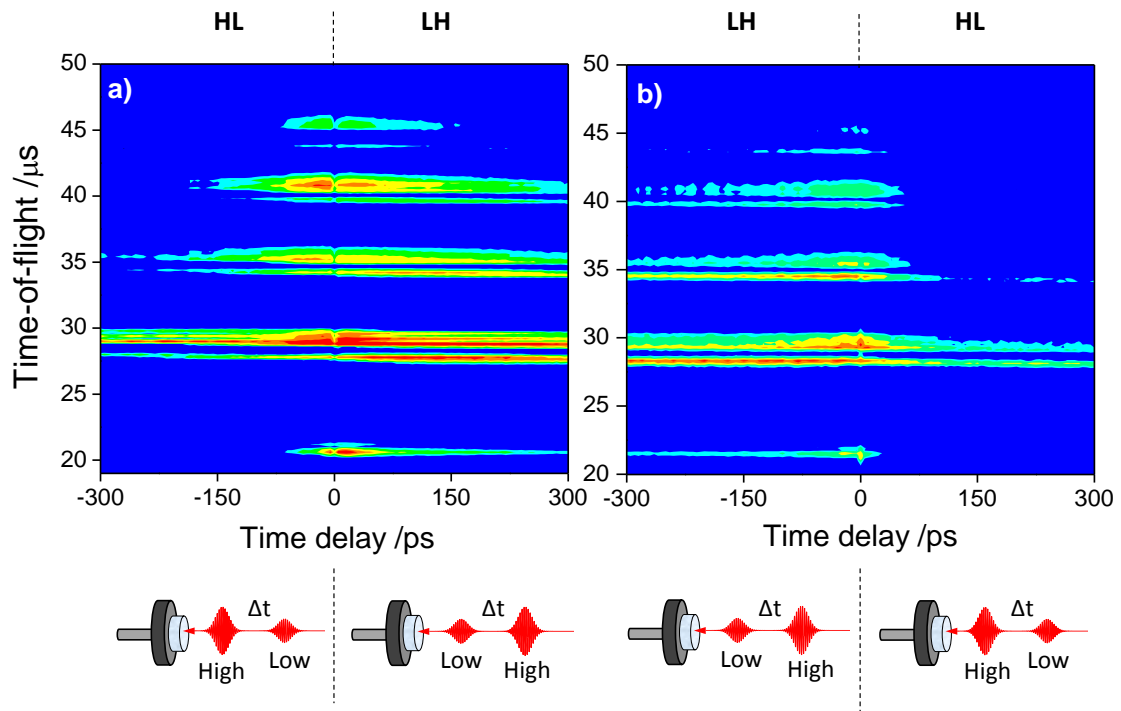 HL LH LH HL
a) b)
50 50
45 45
40 40
35 35
30 30
25 25
20 20
Time-of-flight /μs
-300 -150 0 150 300 -300 -150 0 150 300
Time delay /ps Time delay /ps
Δt Δt Δt Δt
High Low Low High Low High High Low